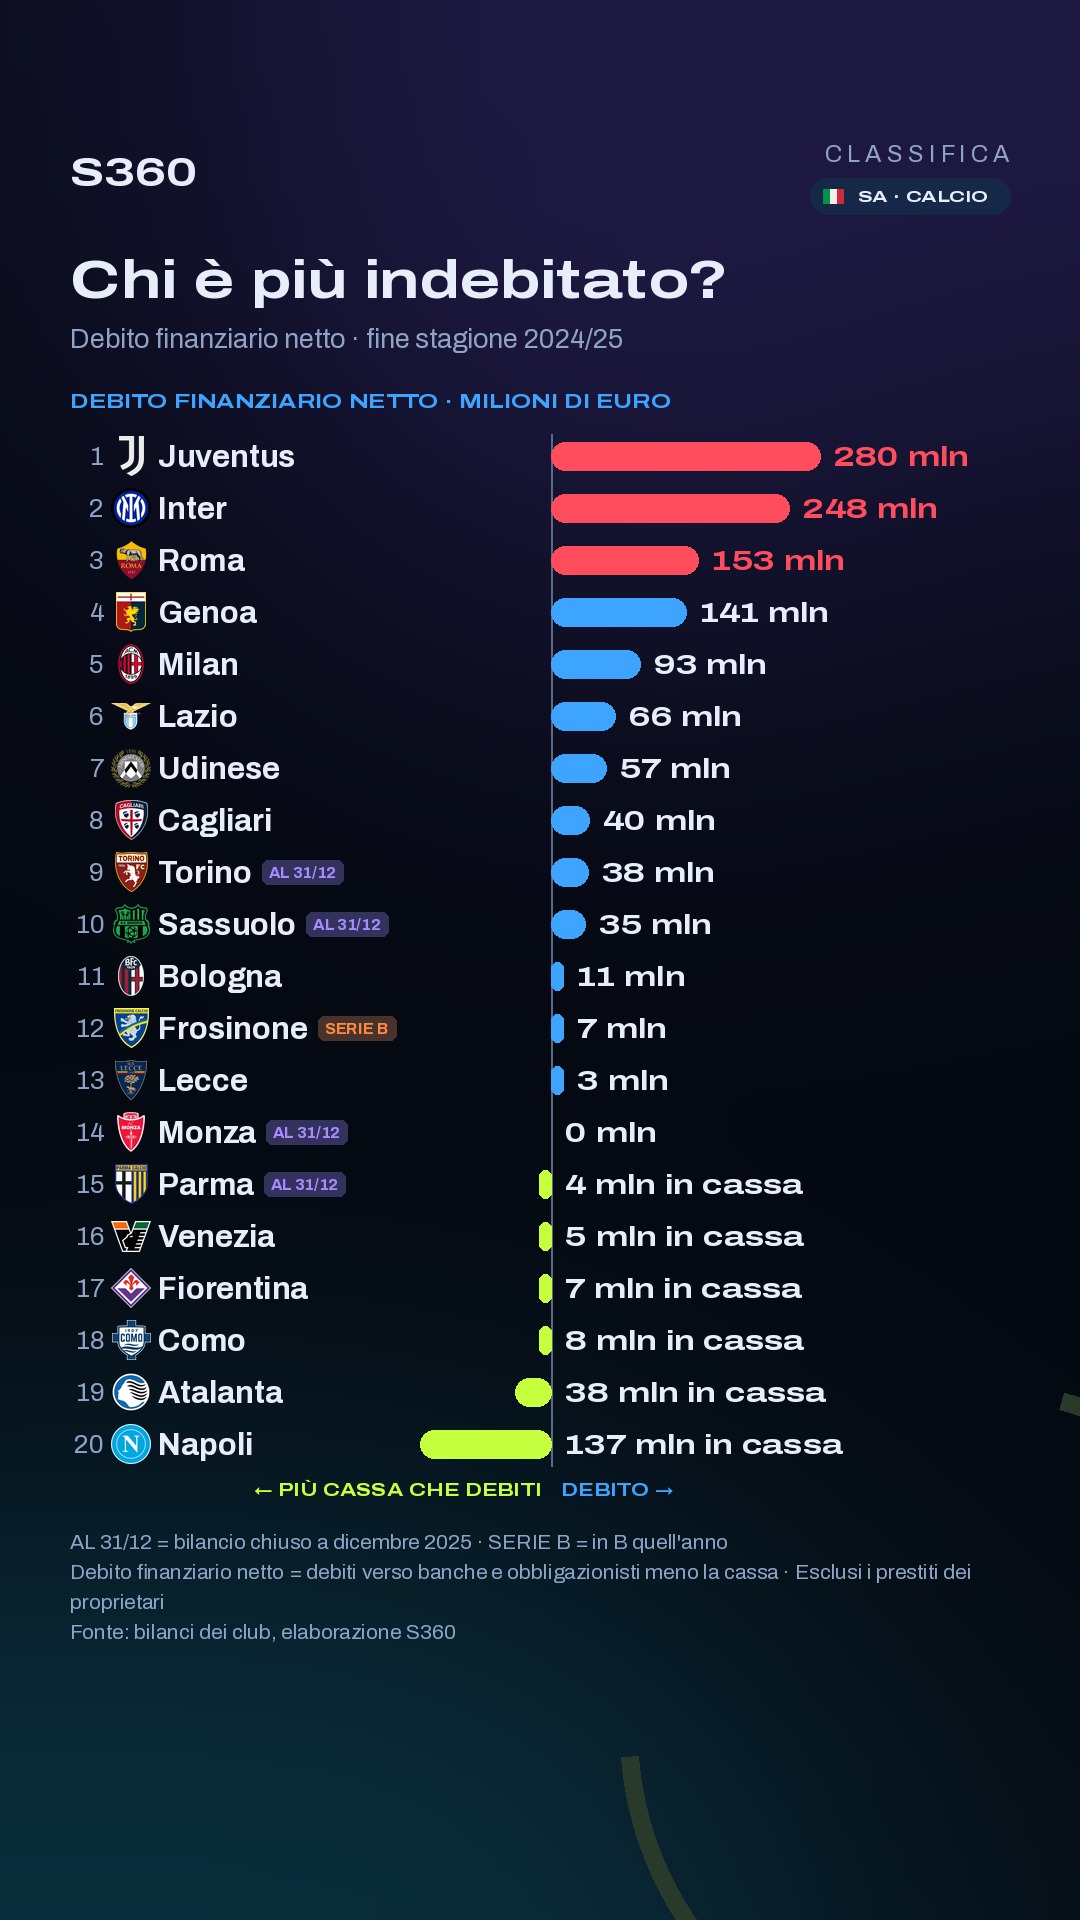 S360
CLASSIFICA
SA · CALCIO
Chi è più indebitato?
Debito finanziario netto · fine stagione 2024/25
DEBITO FINANZIARIO NETTO · MILIONI DI EURO
1 Juventus 280 mln
2 Inter 248 mln
3 Roma 153 mln
4 Genoa 141 mln
5 Milan 93 mln
6 Lazio 66 mln
7 Udinese 57 mln
8 Cagliari 40 mln
9 Torino AL 31/12 38 mln
10 Sassuolo AL 31/12 35 mln
11 Bologna 11 mln
12 Frosinone SERIE B 7 mln
13 Lecce 3 mln
14 Monza AL 31/12 0 mln
15 Parma AL 31/12 4 mln in cassa
16 Venezia 5 mln in cassa
17 Fiorentina 7 mln in cassa
18 Como 8 mln in cassa
19 Atalanta 38 mln in cassa
20 Napoli 137 mln in cassa
← PIÙ CASSA CHE DEBITI DEBITO →
AL 31/12 = bilancio chiuso a dicembre 2025 · SERIE B = in B quell'anno
Debito finanziario netto = debiti verso banche e obbligazionisti meno la cassa · Esclusi i prestiti dei
proprietari
Fonte: bilanci dei club, elaborazione S360